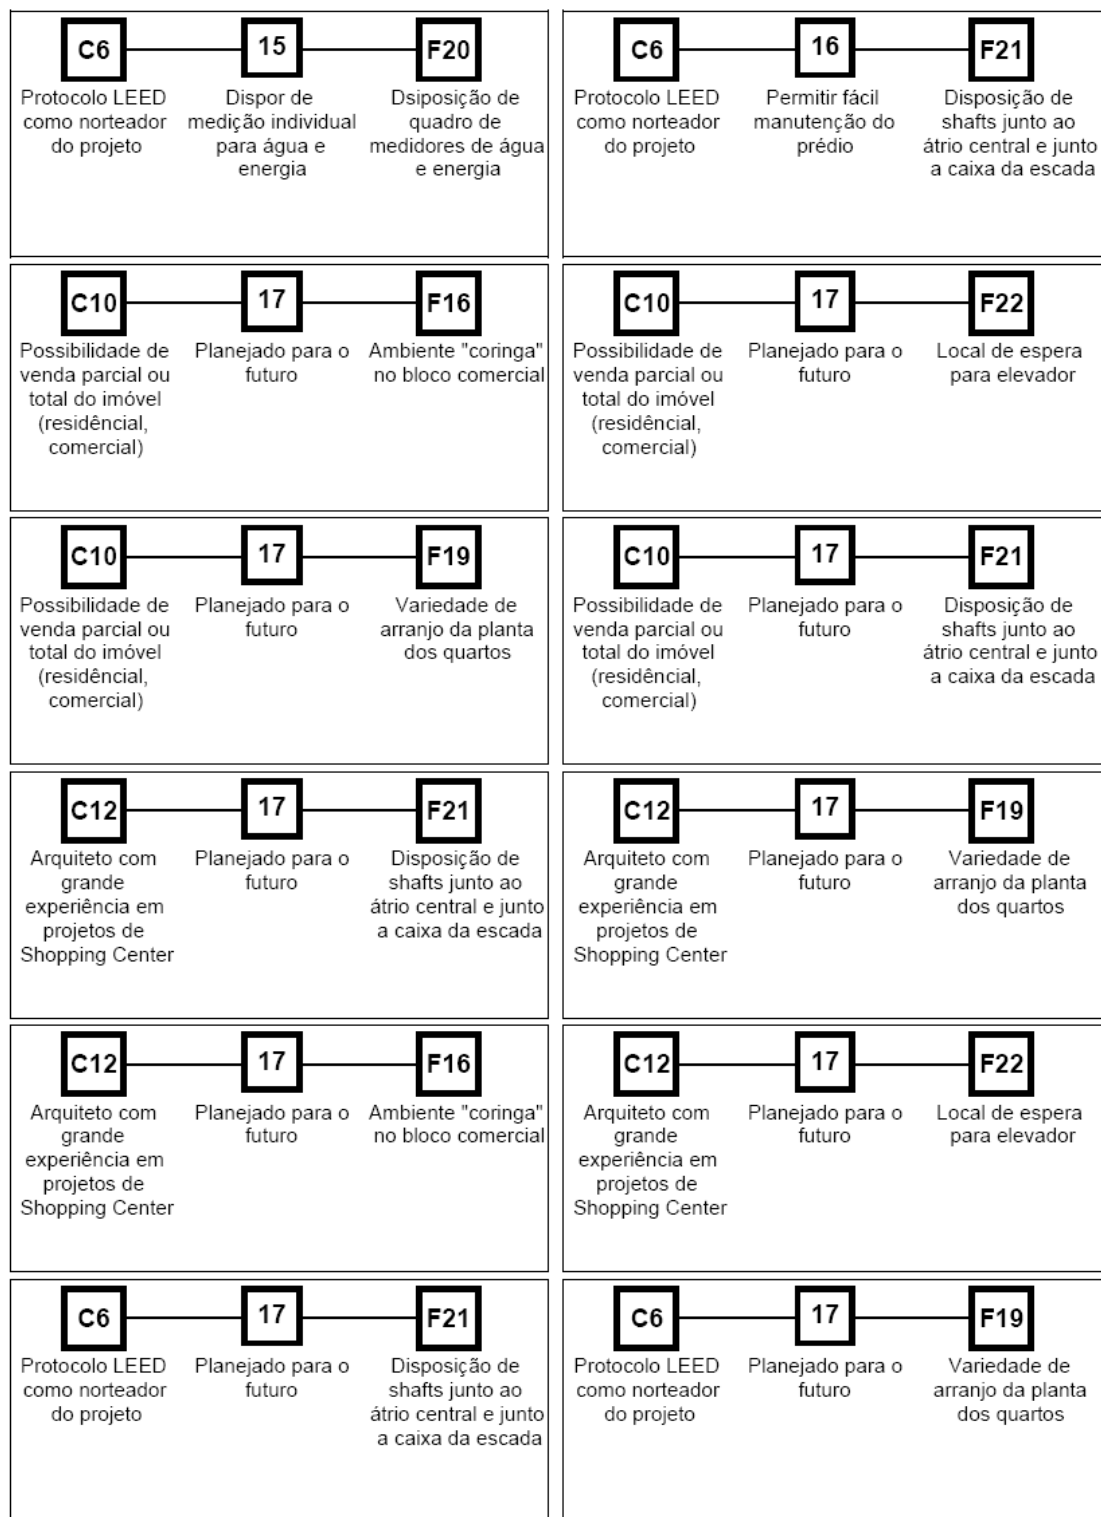 C6
15
F20
Protocolo LEED
como norteador
do projeto
Dispor de
medição individual
para água e
energia
Dsiposição de
quadro de
medidores de água
e energia
C6
16
F21
Protocolo LEED
como norteador
do projeto
Permitir fácil
manutenção do
prédio
Disposição de
shafts junto ao
átrio central e junto
a caixa da escada
C10
17
F16
Possibilidade de
venda parcial ou
total do imóvel
(residêncial,
comercial)
Planejado para o
futuro
Ambiente "coringa"
no bloco comercial
C10
17
F22
Possibilidade de
venda parcial ou
total do imóvel
(residêncial,
comercial)
Planejado para o
futuro
Local de espera
para elevador
C10
17
F19
Possibilidade de
venda parcial ou
total do imóvel
(residêncial,
comercial)
Planejado para o
futuro
Variedade de
arranjo da planta
dos quartos
C10
17
F21
Possibilidade de
venda parcial ou
total do imóvel
(residêncial,
comercial)
Planejado para o
futuro
Disposição de
shafts junto ao
átrio central e junto
a caixa da escada
C12
17
F21
Arquiteto com
grande
experiência em
projetos de
Shopping Center
Planejado para o
futuro
Disposição de
shafts junto ao
átrio central e junto
a caixa da escada
C12
17
F19
Arquiteto com
grande
experiência em
projetos de
Shopping Center
Planejado para o
futuro
Variedade de
arranjo da planta
dos quartos
C12
17
F16
Arquiteto com
grande
experiência em
projetos de
Shopping Center
Planejado para o
futuro
Ambiente "coringa"
no bloco comercial
C12
17
F22
Arquiteto com
grande
experiência em
projetos de
Shopping Center
Planejado para o
futuro
Local de espera
para elevador
C6
17
F21
Protocolo LEED
como norteador
do projeto
Planejado para o
futuro
Disposição de
shafts junto ao
átrio central e junto
a caixa da escada
C6
17
F19
Protocolo LEED
como norteador
do projeto
Planejado para o
futuro
Variedade de
arranjo da planta
dos quartos